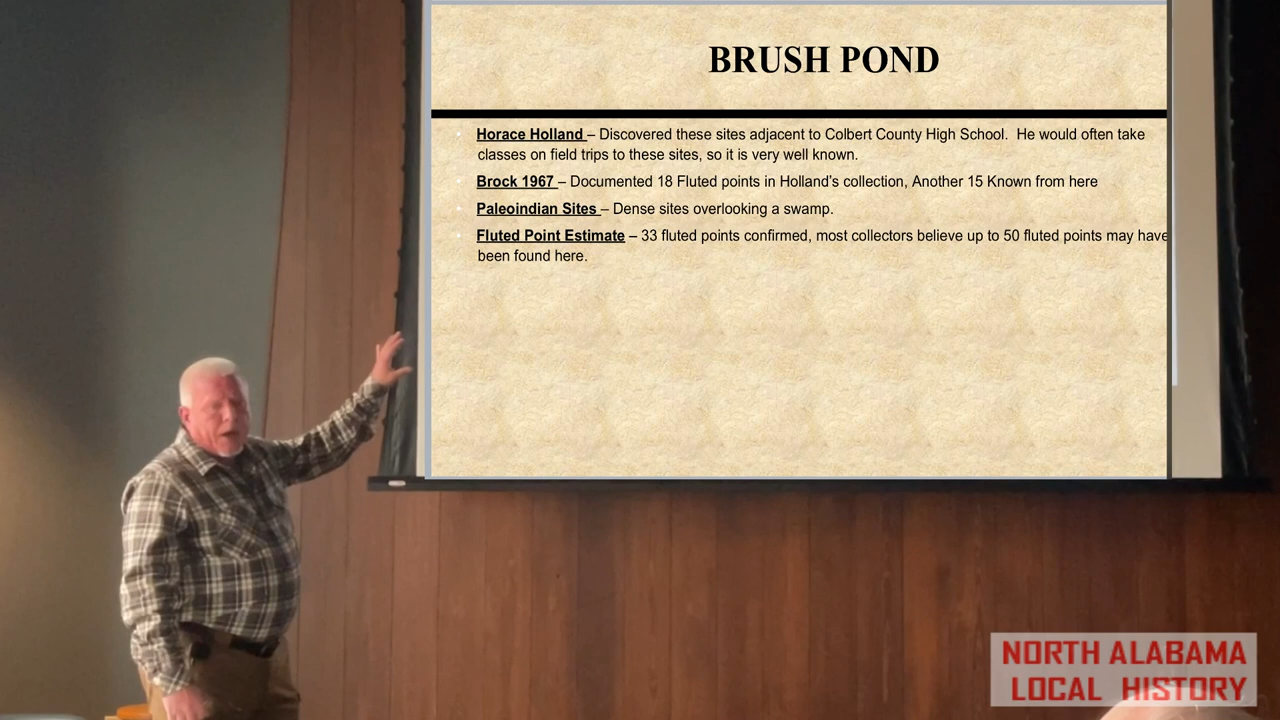 BRUSH POND
Horace Holland – Discovered these sites adjacent to Colbert County High School.  He would often take
classes on field trips to these sites, so it is very well known.
Brock 1967 – Documented 18 Fluted points in Holland’s collection, Another 15 Known from here
Paleoindian Sites – Dense sites overlooking a swamp.
Fluted Point Estimate – 33 fluted points confirmed, most collectors believe up to 50 fluted points may have
been found here.
NORTH ALABAMA
LOCAL HISTORY